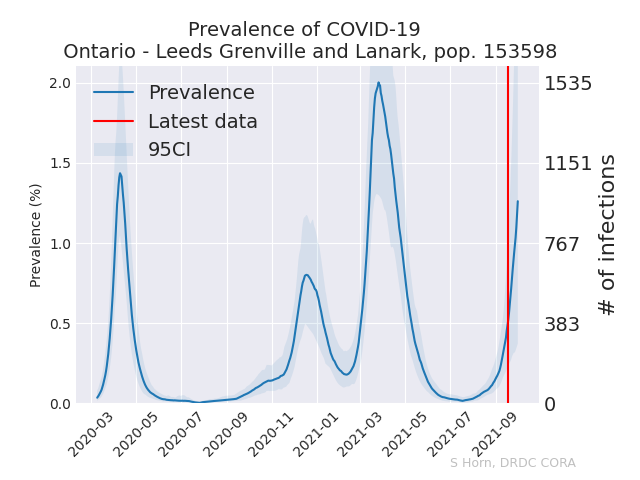 Prevalence of COVID-19
Ontario - Leeds Grenville and Lanark, pop. 153598
Prevalence
Latest data
95CI
Prevalence (%)
2.0
1.5
1.0
0.5
0.0
1535
1151
767
383
0
# of infections
2020-03
2020-05
2020-07
2020-09
2020-11
2021-01
2021-03
2021-05
2021-07
2021-09
S Horn, DRDC CORA